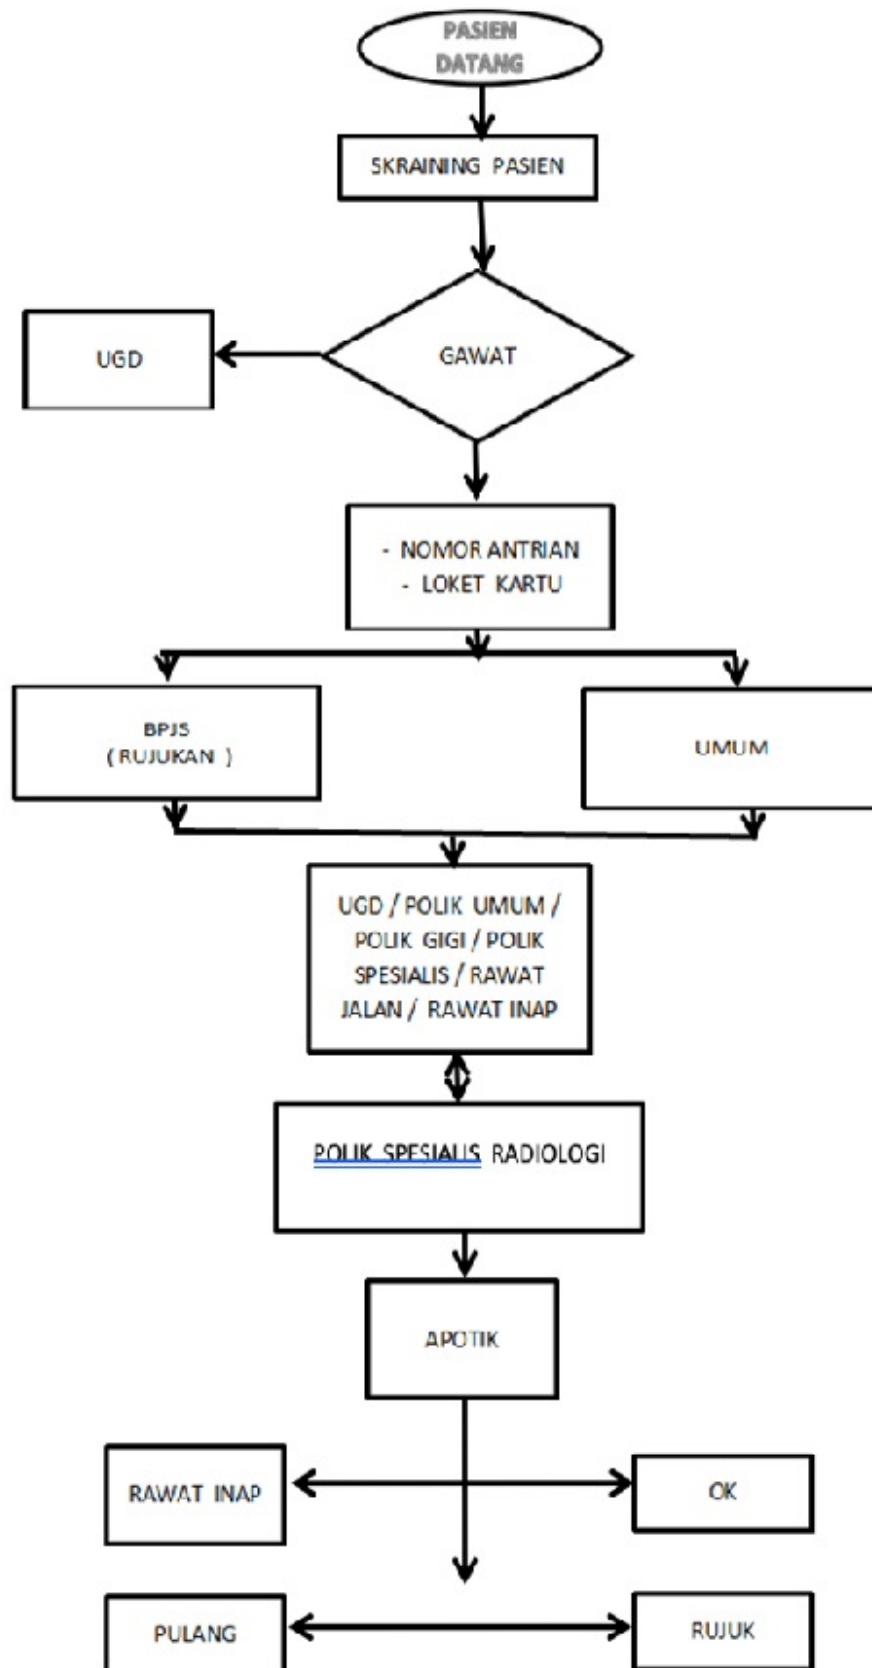 PASIEN
DATANG
SKRAINING PASIEN
GAWAT
UGD
- NOMOR ANTRIAN
- LOKET KARTU
BPJS
( RUJUKAN )
UMUM
UGD / POLIK UMUM /
POLIK GIGI / POLIK
SPESIALIS / RAWAT
JALAN / RAWAT INAP
POLIK SPESIALIS RADIOLOGI
APOTIK
RAWAT INAP
OK
PULANG
RUJUK